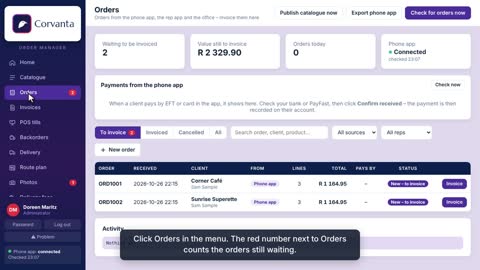 Corvanta
ORDER MANAGER
Home
Catalogue
Orders 2
Invoices
POS tills
Backorders
Delivery
Route plan
Photos 1
DM Doreen Maritz
Administrator
Password Log out
Problem
Phone app: connected
Checked 23:07
Orders
Orders from the phone app, the rep app and the office – invoice them here
Publish catalogue now Export phone app Check for orders now
Waiting to be invoiced
2
Value still to invoice
R 2 329.90
Orders today
0
Phone app
Connected
checked 23:07
Payments from the phone app Check now
When a client pays by EFT or card in the app, it shows here. Check your bank or PayFast, then click Confirm received – the payment is then
recorded on their account.
To invoice 2 Invoiced Cancelled All Search order, client, product... All sources All reps
+ New order
ORDER RECEIVED CLIENT FROM LINES TOTAL PAYS BY STATUS
ORD1001 2026-10-26 22:15 Corner Café Phone app 3 R 1 164.95 – New – to invoice Invoice
Sam Sample
ORD1002 2026-10-26 22:15 Sunrise Superette Phone app 3 R 1 164.95 – New – to invoice Invoice
Sam Sample
Activity
Click Orders in the menu. The red number next to Orders
counts the orders still waiting.